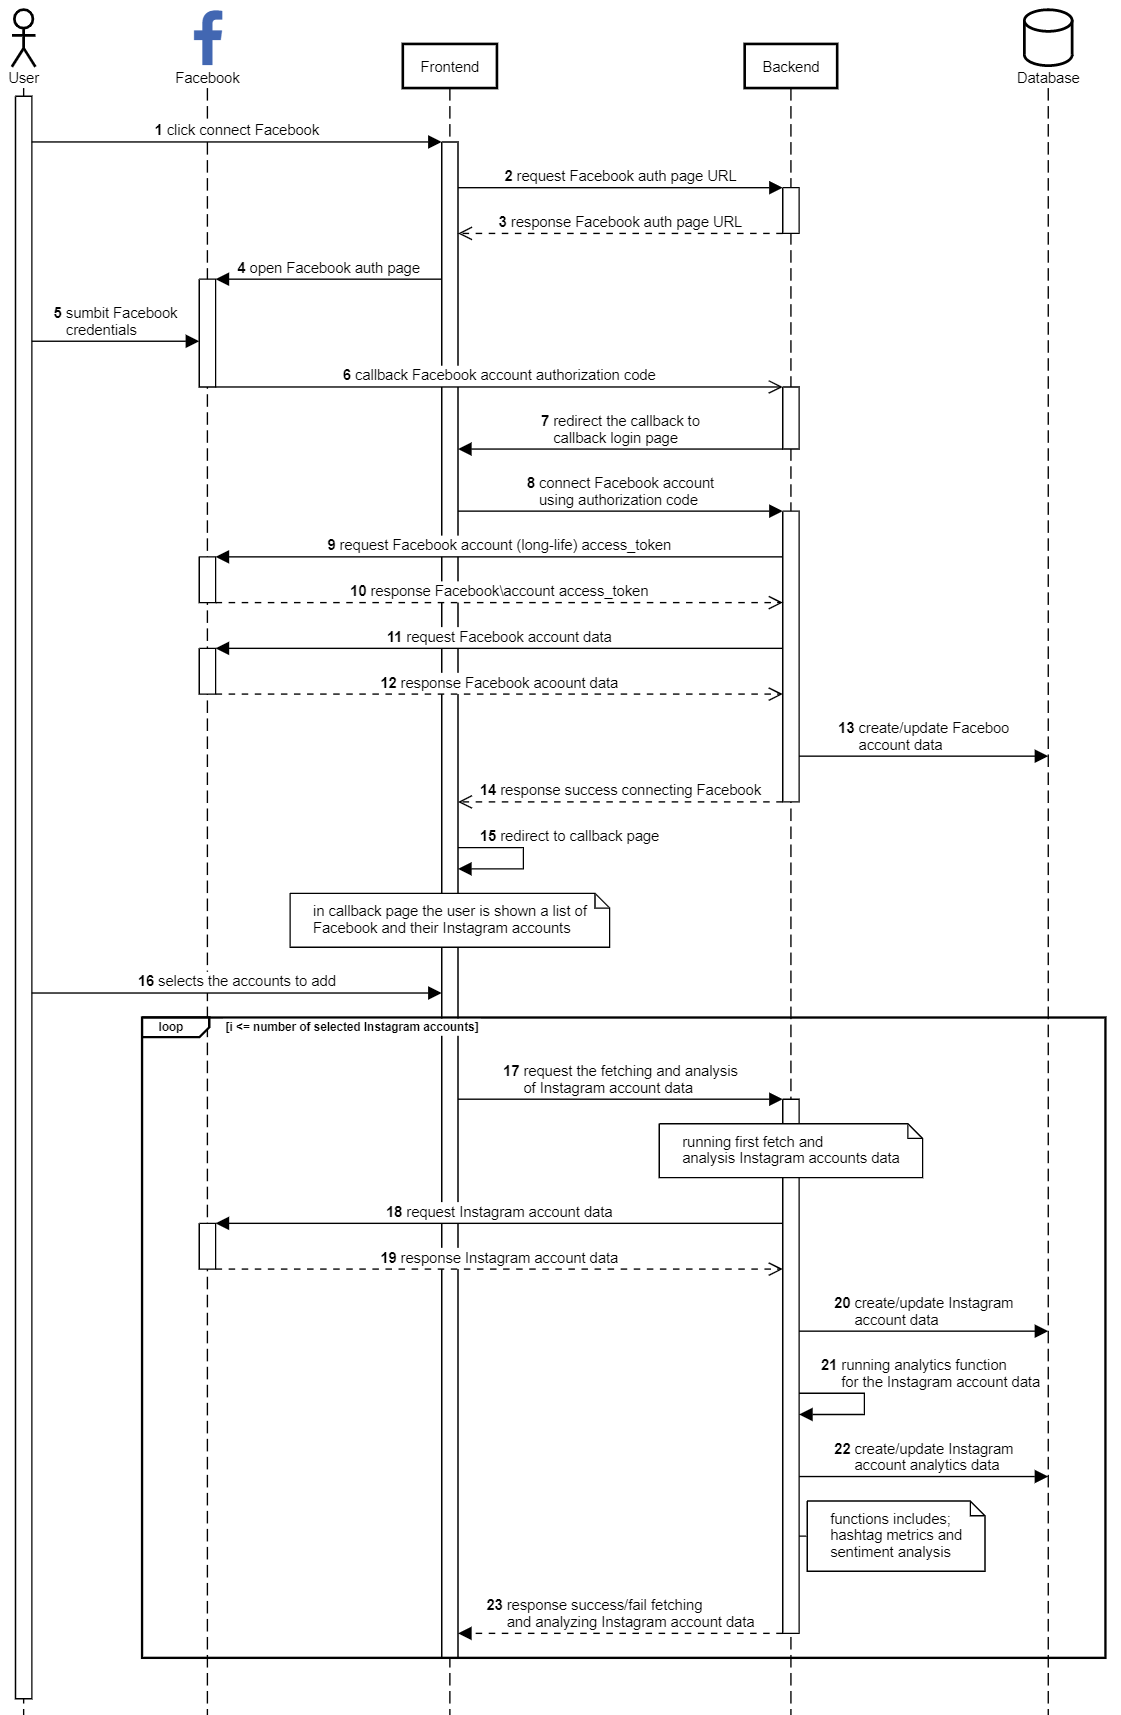 User
Facebook
Frontend
Backend
Database
1 click connect Facebook
2 request Facebook auth page URL
3 response Facebook auth page URL
4 open Facebook auth page
5 sumbit Facebook
credentials
6 callback Facebook account authorization code
7 redirect the callback to
callback login page
8 connect Facebook account
using authorization code
9 request Facebook account (long-life) access_token
10 response Facebook\account access_token
11 request Facebook account data
12 response Facebook acoount data
13 create/update Faceboo
account data
14 response success connecting Facebook
15 redirect to callback page
in callback page the user is shown a list of
Facebook and their Instagram accounts
16 selects the accounts to add
loop
[i <= number of selected Instagram accounts]
17 request the fetching and analysis
of Instagram account data
running first fetch and
analysis Instagram accounts data
18 request Instagram account data
19 response Instagram account data
20 create/update Instagram
account data
21 running analytics function
for the Instagram account data
22 create/update Instagram
account analytics data
functions includes;
hashtag metrics and
sentiment analysis
23 response success/fail fetching
and analyzing Instagram account data